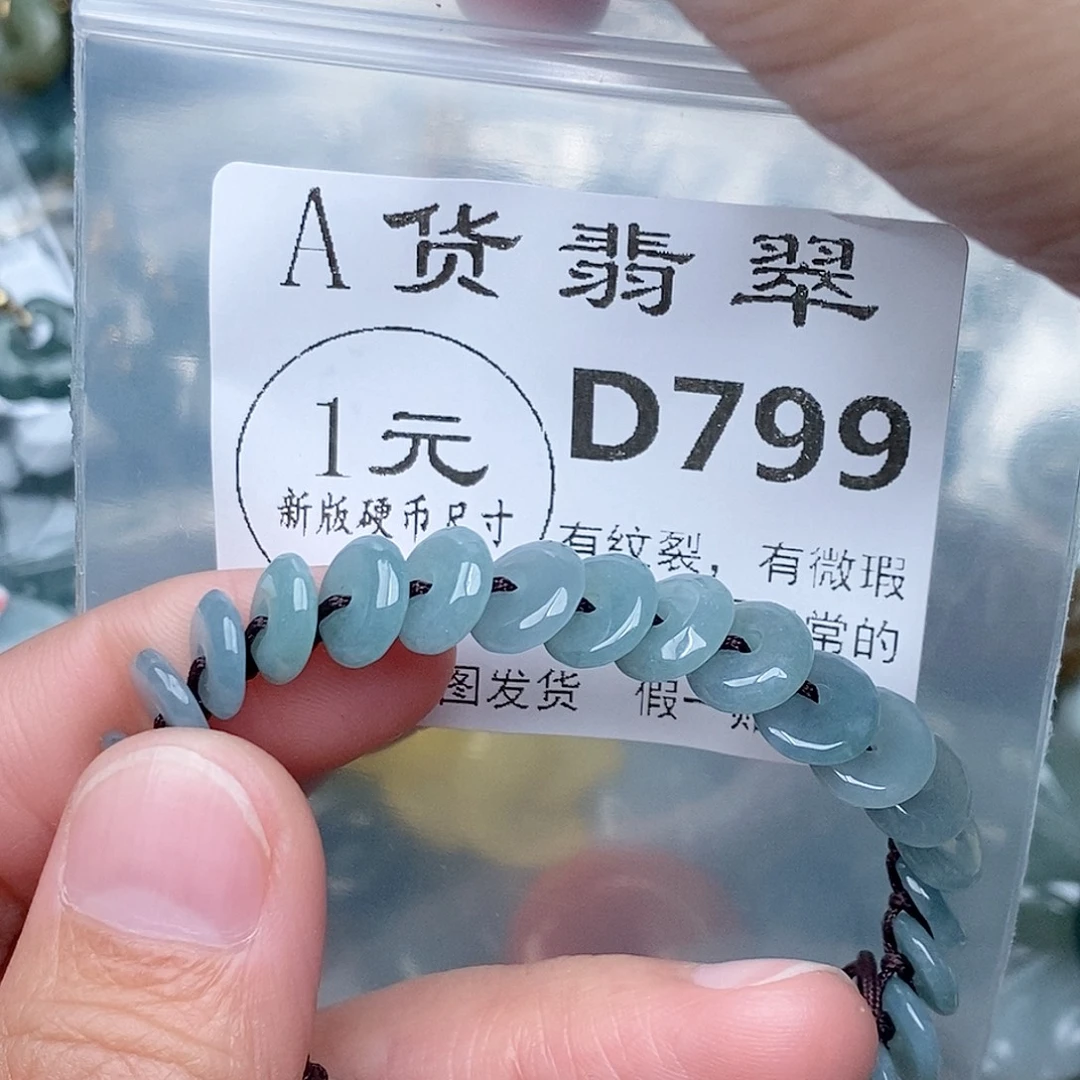 A货翡翠
1元
D799
新版硬币尺寸
有纹裂，有微瑕
常的
图发货 假一